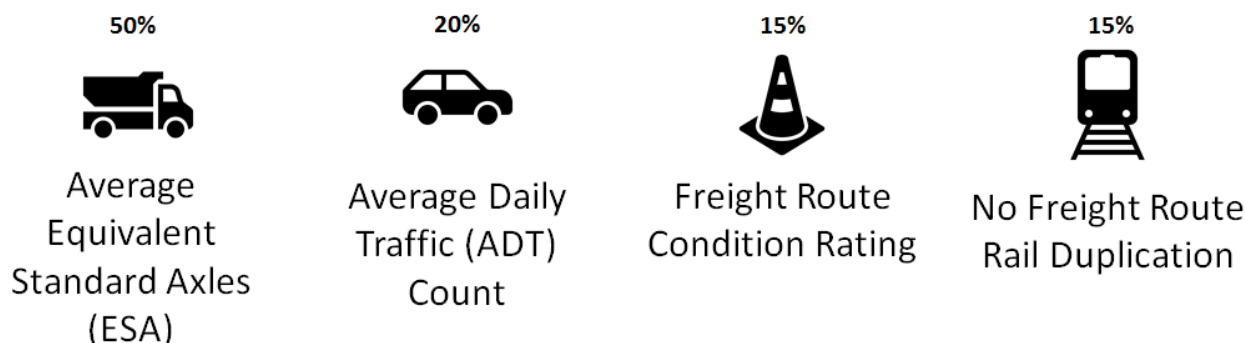 50%
Average
Equivalent
Standard Axles
(ESA)
20%
Average Daily
Traffic (ADT)
Count
15%
Freight Route
Condition Rating
15%
No Freight Route
Rail Duplication